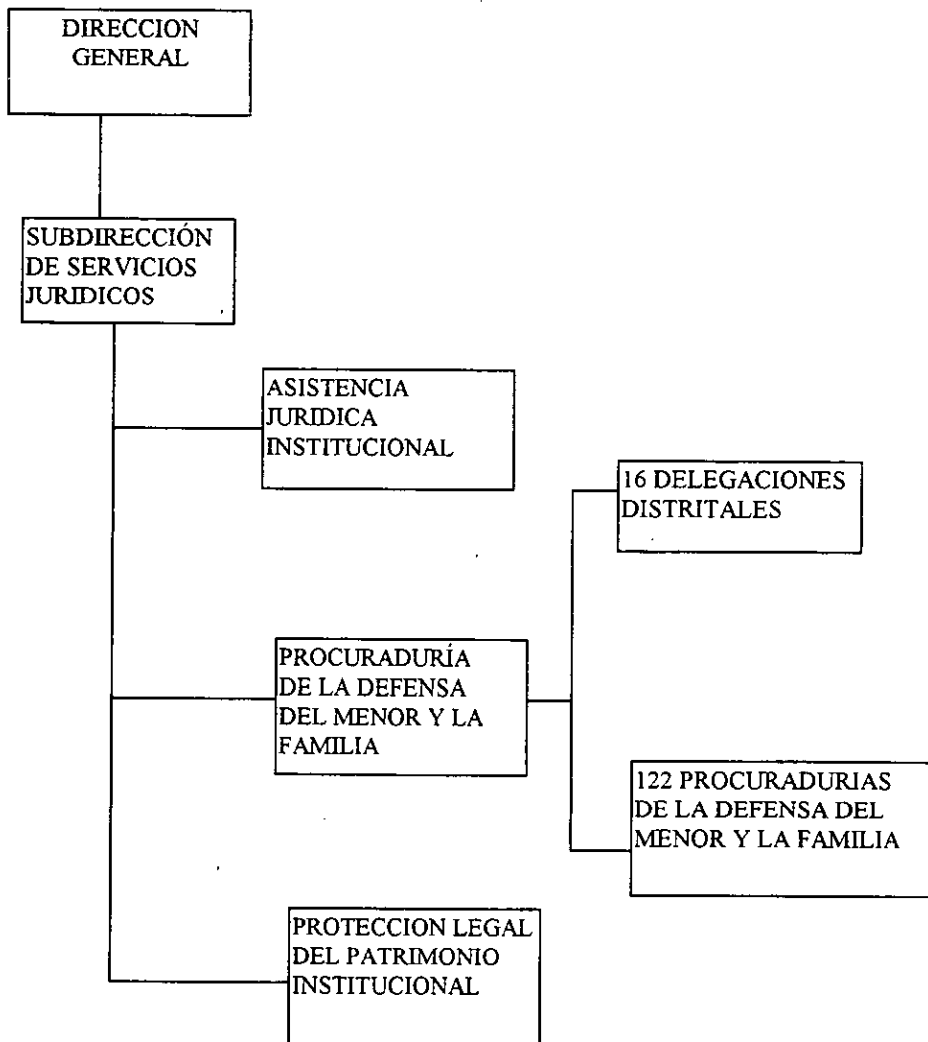 DIRECCION
GENERAL
SUBDIRECCIÓN
DE SERVICIOS
JURIDICOS
ASISTENCIA
JURIDICA
INSTITUCIONAL
16 DELEGACIONES
DISTRITALES
PROCURADURÍA
DE LA DEFENSA
DEL MENOR Y LA
FAMILIA
122 PROCURADURIAS
DE LA DEFENSA DEL
MENOR Y LA FAMILIA
PROTECCION LEGAL
DEL PATRIMONIO
INSTITUCIONAL